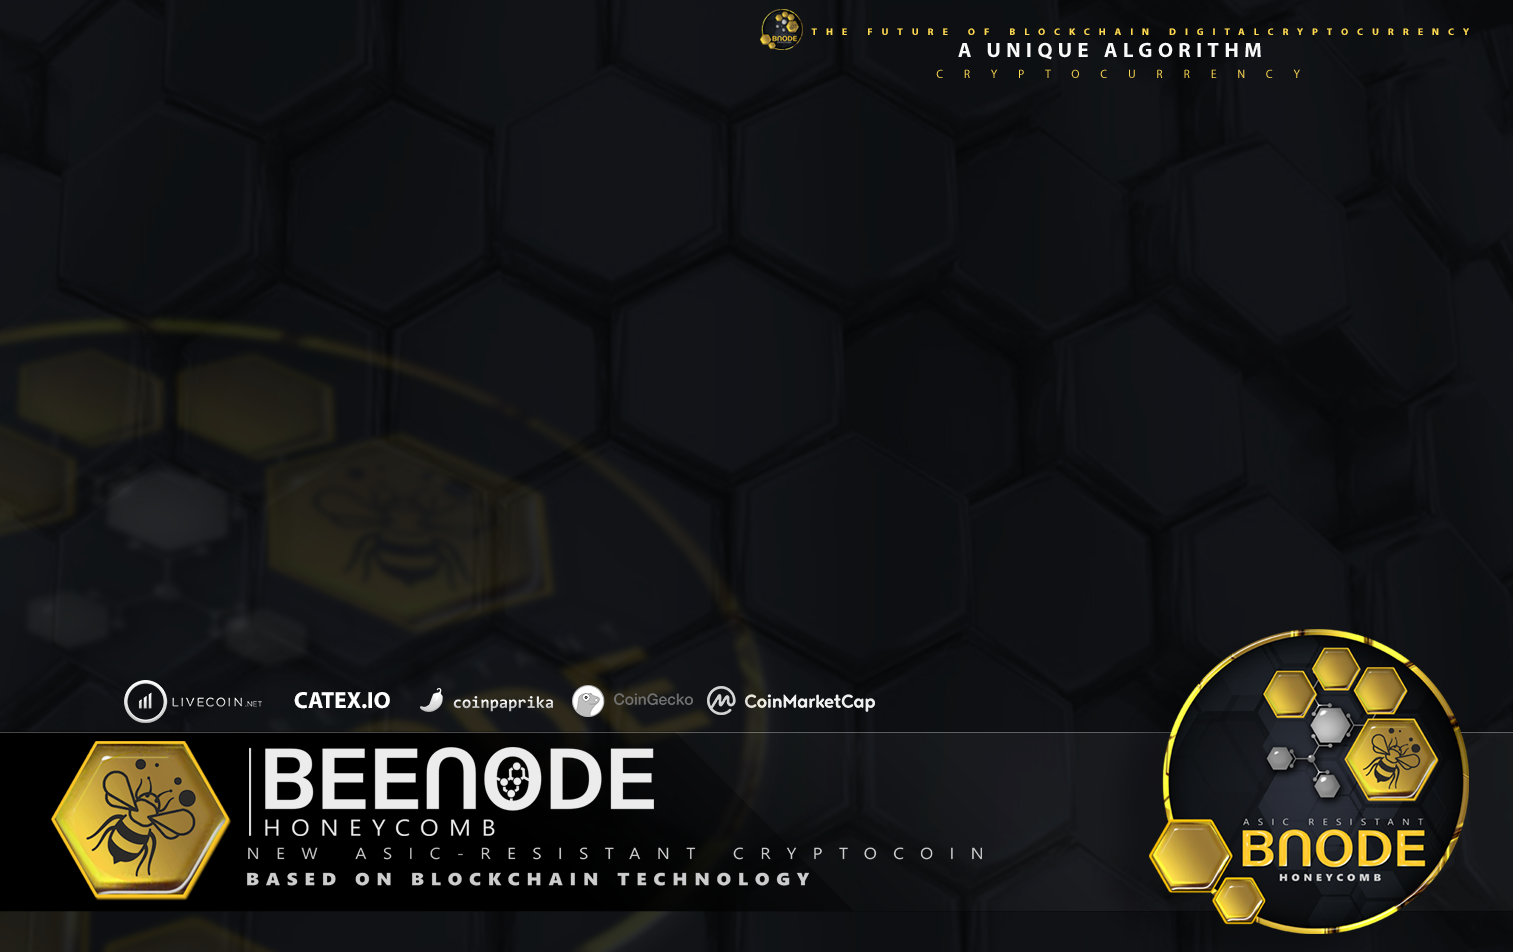 BNODE
THE FUTURE OF BLOCKCHAIN DIGITALCRYPTOCURRENCY
A UNIQUE ALGORITHM
CRYPTOCURRENCY
LIVECOIN.NET
CATEX.IO
coinpaprika
CoinGecko
CoinMarketCap
BEENODE
HONEYCOMB
NEW ASIC-RESISTANT CRYPTOCOIN
BASED ON BLOCKCHAIN TECHNOLOGY
ASIC RESISTANT
BNODE
HONEYCOMB